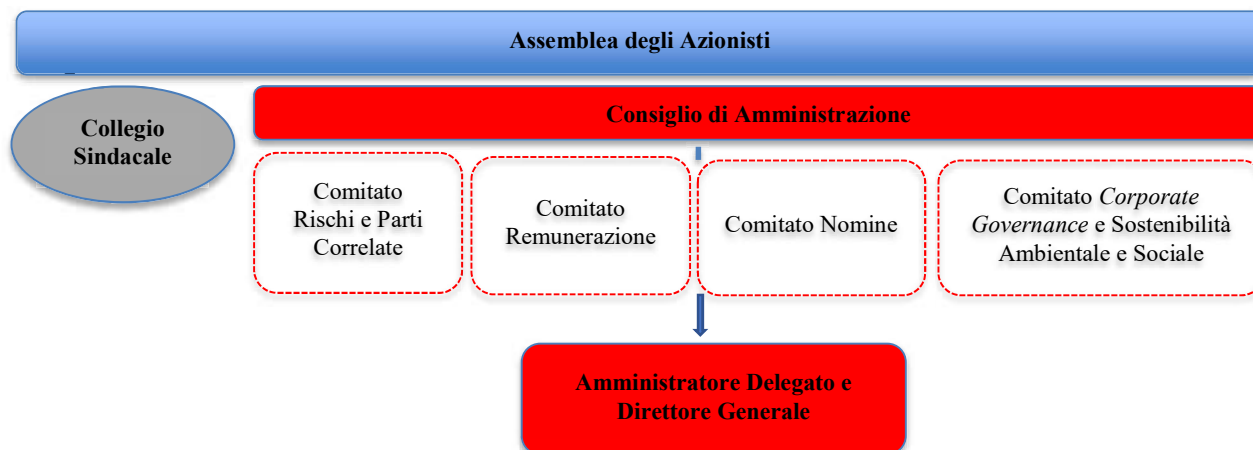 Assemblea degli Azionisti
Collegio
Sindacale
Consiglio di Amministrazione
Comitato
Rischi e Parti
Correlate
Comitato
Remunerazione
Comitato Nomine
Comitato Corporate
Governance e Sostenibilità
Ambientale e Sociale
Amministratore Delegato e
Direttore Generale